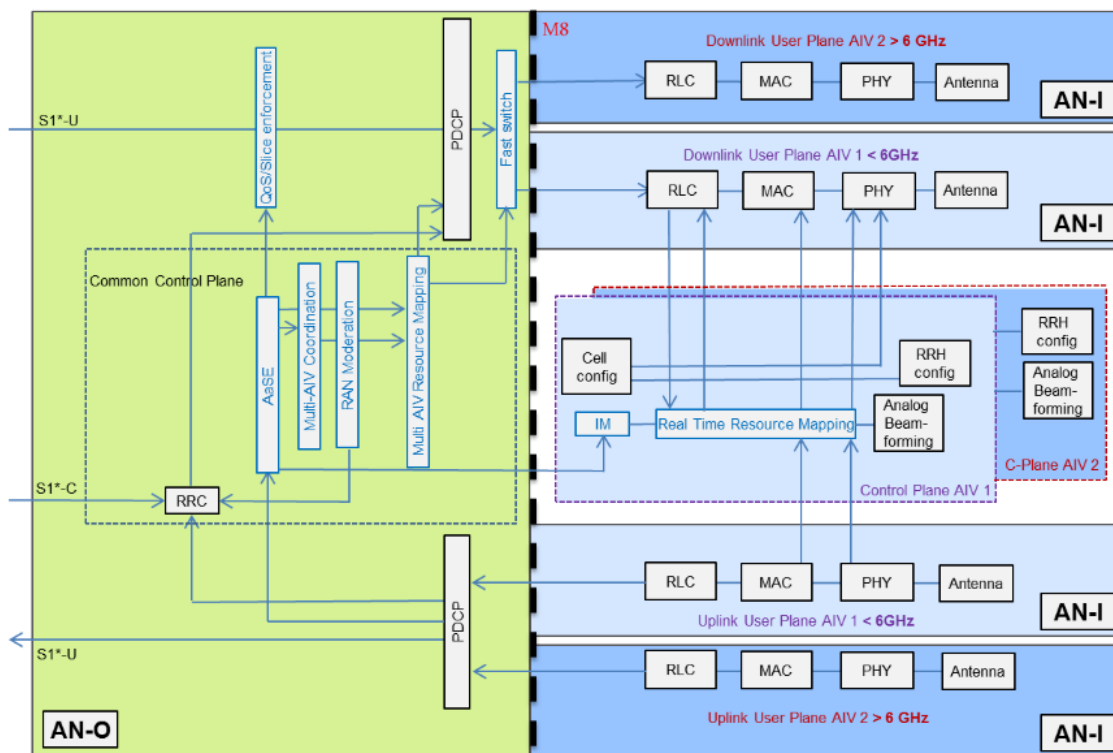 M8
Downlink User Plane AIV 2 > 6 GHz
RLC
MAC
PHY
Antenna
AN-I
S1*-U
QoS/Slice enforcement
PDCP
Fast switch
Downlink User Plane AIV 1 < 6GHz
RLC
MAC
PHY
Antenna
AN-I
Common Control Plane
AaSE
Multi-AIV Coordination
RAN Moderation
Multi AIV Resource Mapping
Cell
config
RRH
config
RRH
config
Analog
Beam-
forming
Analog
Beam-
forming
IM
Real Time Resource Mapping
C-Plane AIV 2
Control Plane AIV 1
S1*-C
RRC
PDCP
RLC
MAC
PHY
Antenna
Uplink User Plane AIV 1 < 6GHz
AN-I
S1*-U
RLC
MAC
PHY
Antenna
Uplink User Plane AIV 2 > 6 GHz
AN-O
AN-I